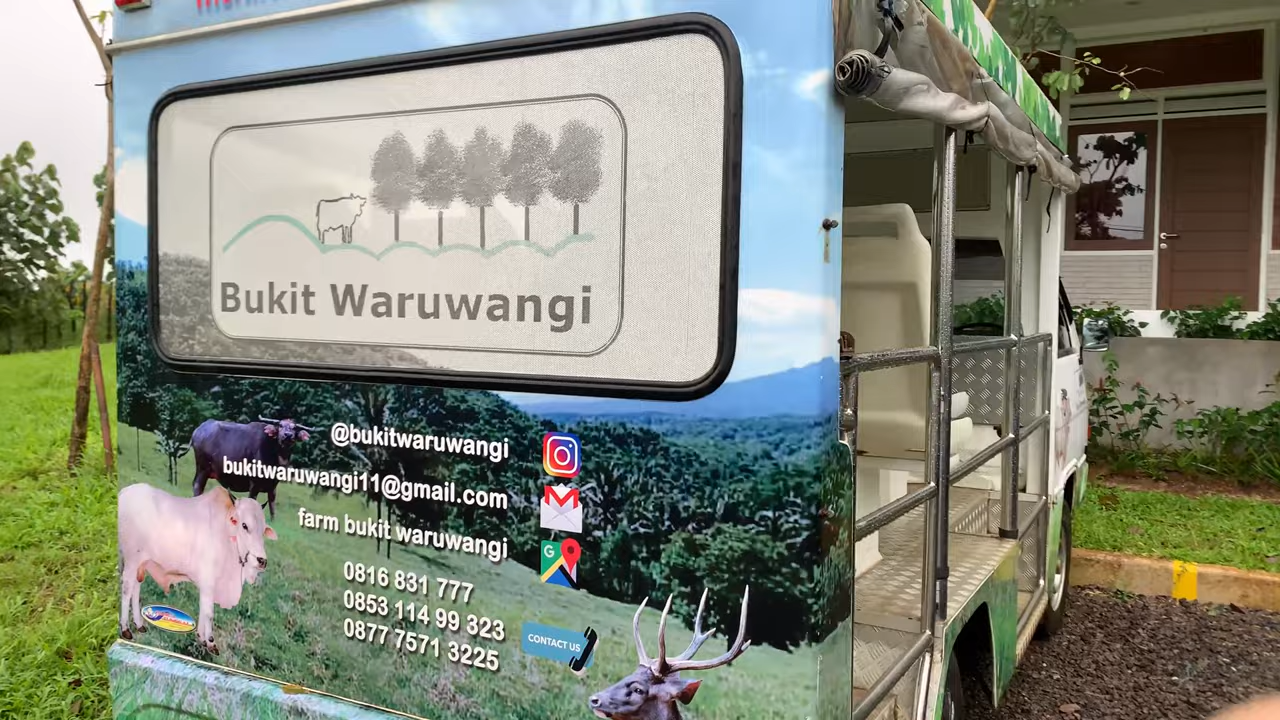 Bukit Waruwangi
@bukitwaruwangi
bukitwaruwangi11@gmail.com
farm bukit waruwangi
G
0816 831 777
0853 114 99 323
0877 7571 3225
CONTACT US